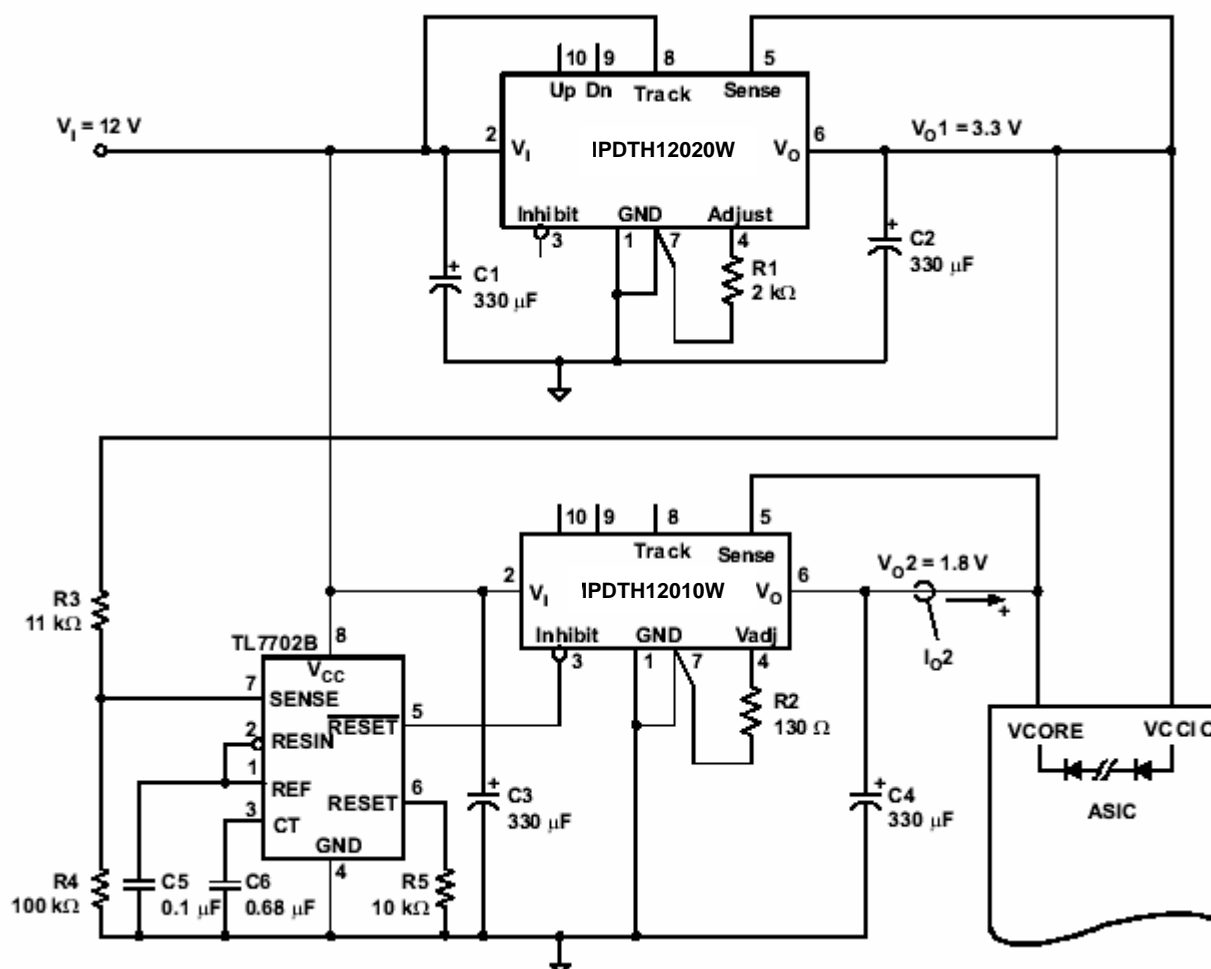 10 9 8 5
Up Dn Track Sense
V_I = 12 V
2 V_I IPDTH12020W V_O 6
V_O1 = 3.3 V
Inhibit GND Adjust
3 1 7 4
C1
330 µF
R1
2 kΩ
C2
330 µF
10 9 8 5
Track Sense
2 V_I IPDTH12010W V_O 6
V_O2 = 1.8 V
+
I_O2
Inhibit GND Vadj
3 1 7 4
R3
11 kΩ
TL7702B
8
V_CC
7 SENSE
RESET 5
2 RESIN
1 REF
RESET 6
3 CT
GND
4
R2
130 Ω
C3
330 µF
C4
330 µF
VCORE VCCIO
ASIC
R4
100 kΩ
C5
0.1 µF
C6
0.68 µF
R5
10 kΩ